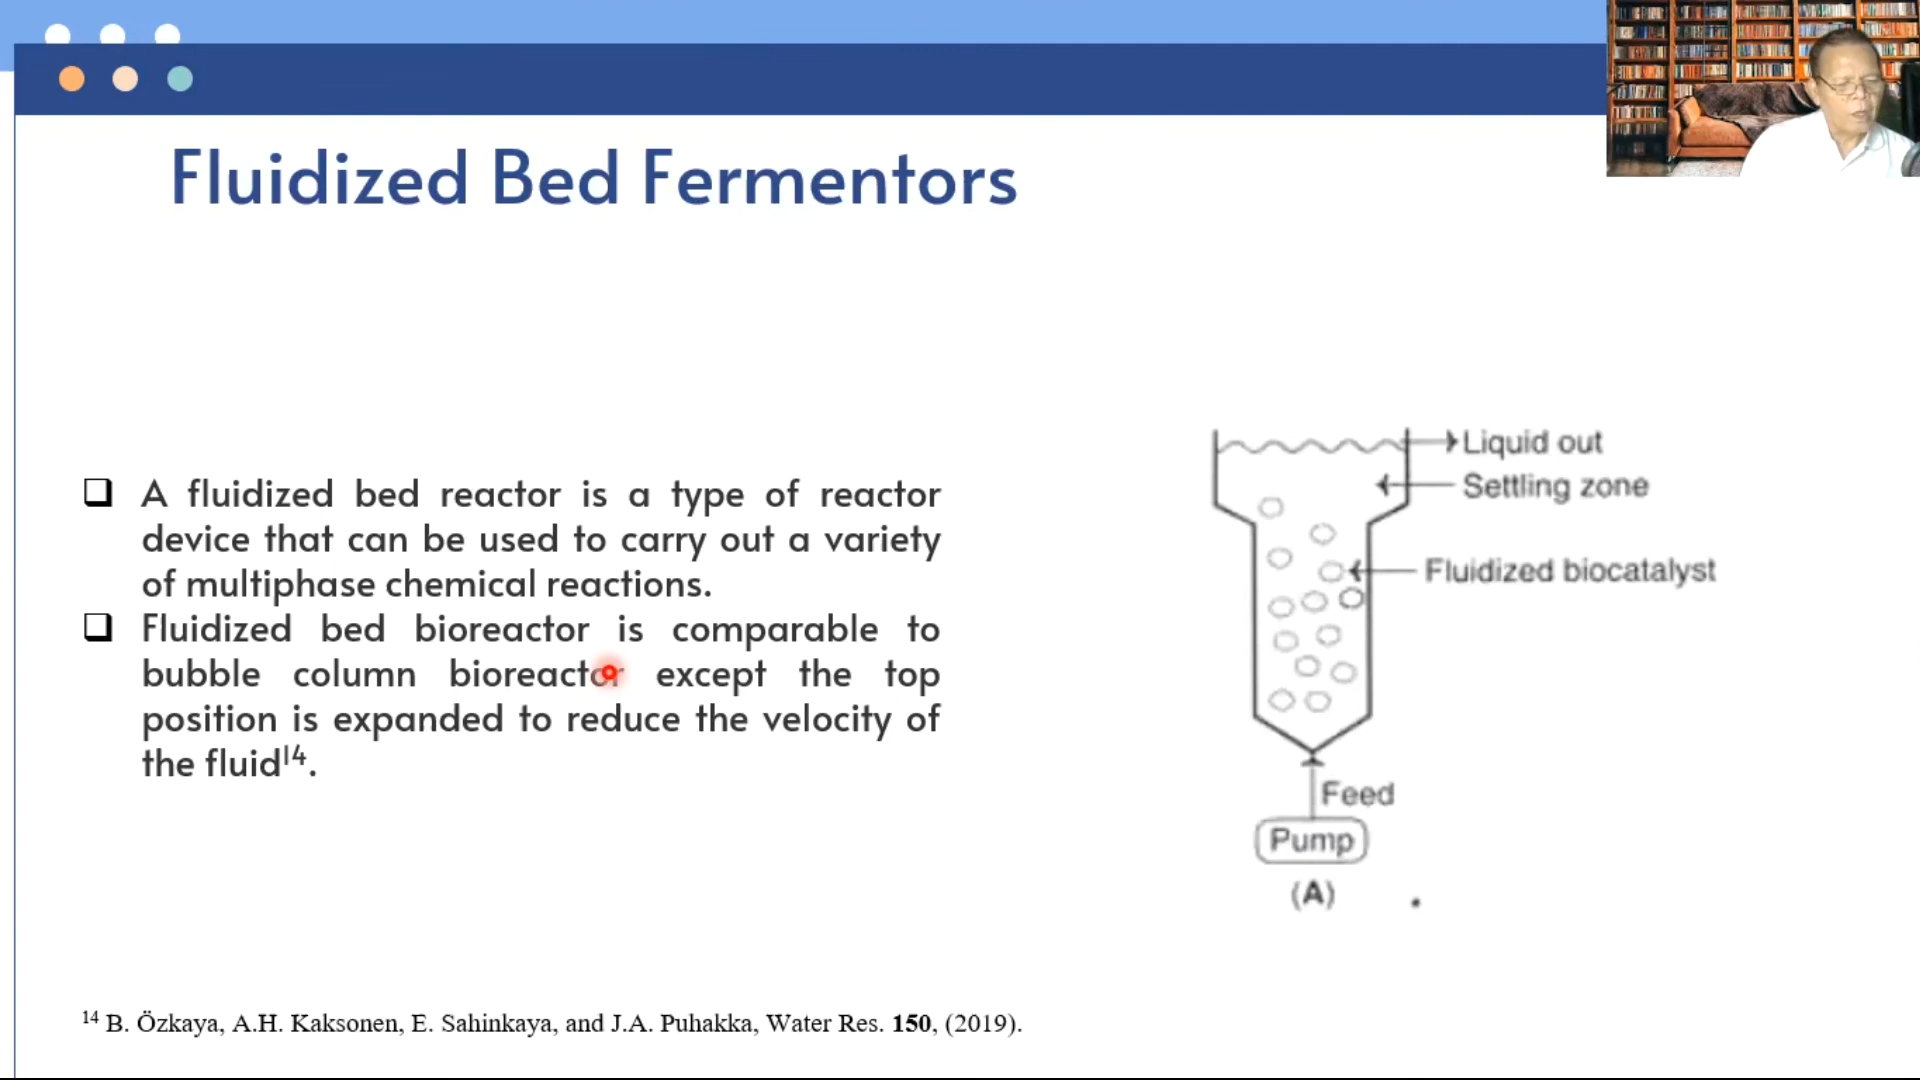 Fluidized Bed Fermentors
A fluidized bed reactor is a type of reactor
device that can be used to carry out a variety
of multiphase chemical reactions.
Fluidized bed bioreactor is comparable to
bubble column bioreactor except the top
position is expanded to reduce the velocity of
the fluid¹⁴.
Liquid out
Settling zone
Fluidized biocatalyst
Feed
Pump
(A)
¹⁴ B. Özkaya, A.H. Kaksonen, E. Sahinkaya, and J.A. Puhakka, Water Res. 150, (2019).